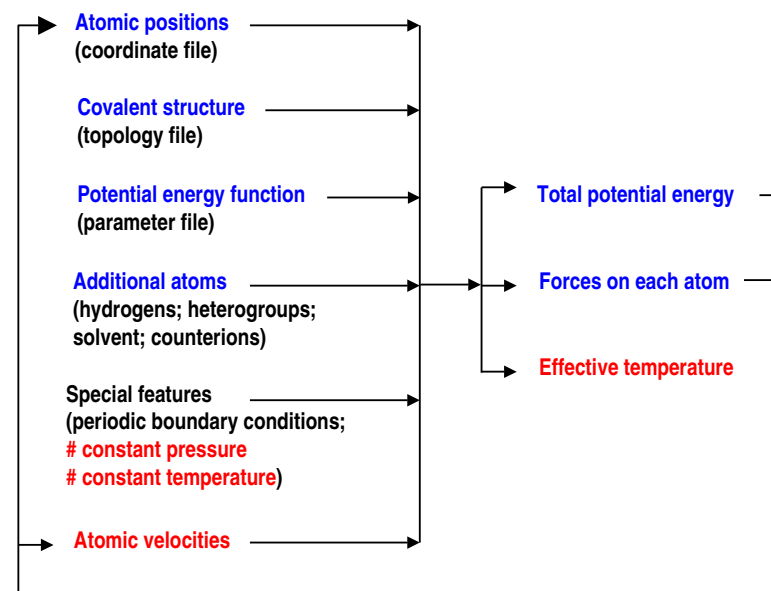 Atomic positions
(coordinate file)
Covalent structure
(topology file)
Potential energy function
(parameter file)
Additional atoms
(hydrogens; heterogroups;
solvent; counterions)
Special features
(periodic boundary conditions;
# constant pressure
# constant temperature)
Atomic velocities
Total potential energy
Forces on each atom
Effective temperature